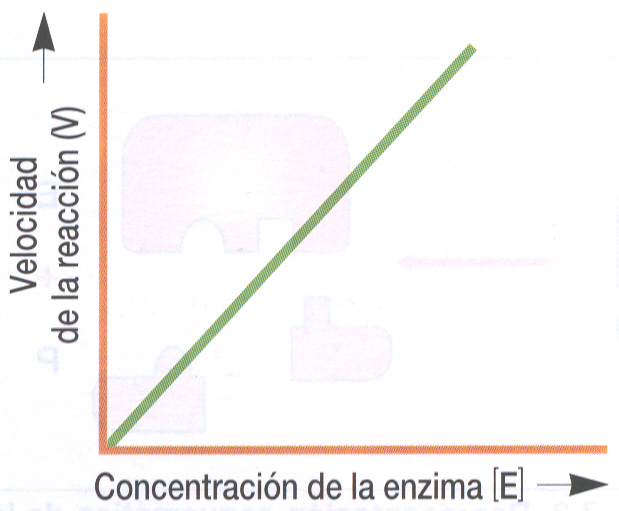 Velocidad
de la reacción (V)
Concentración de la enzima [E]